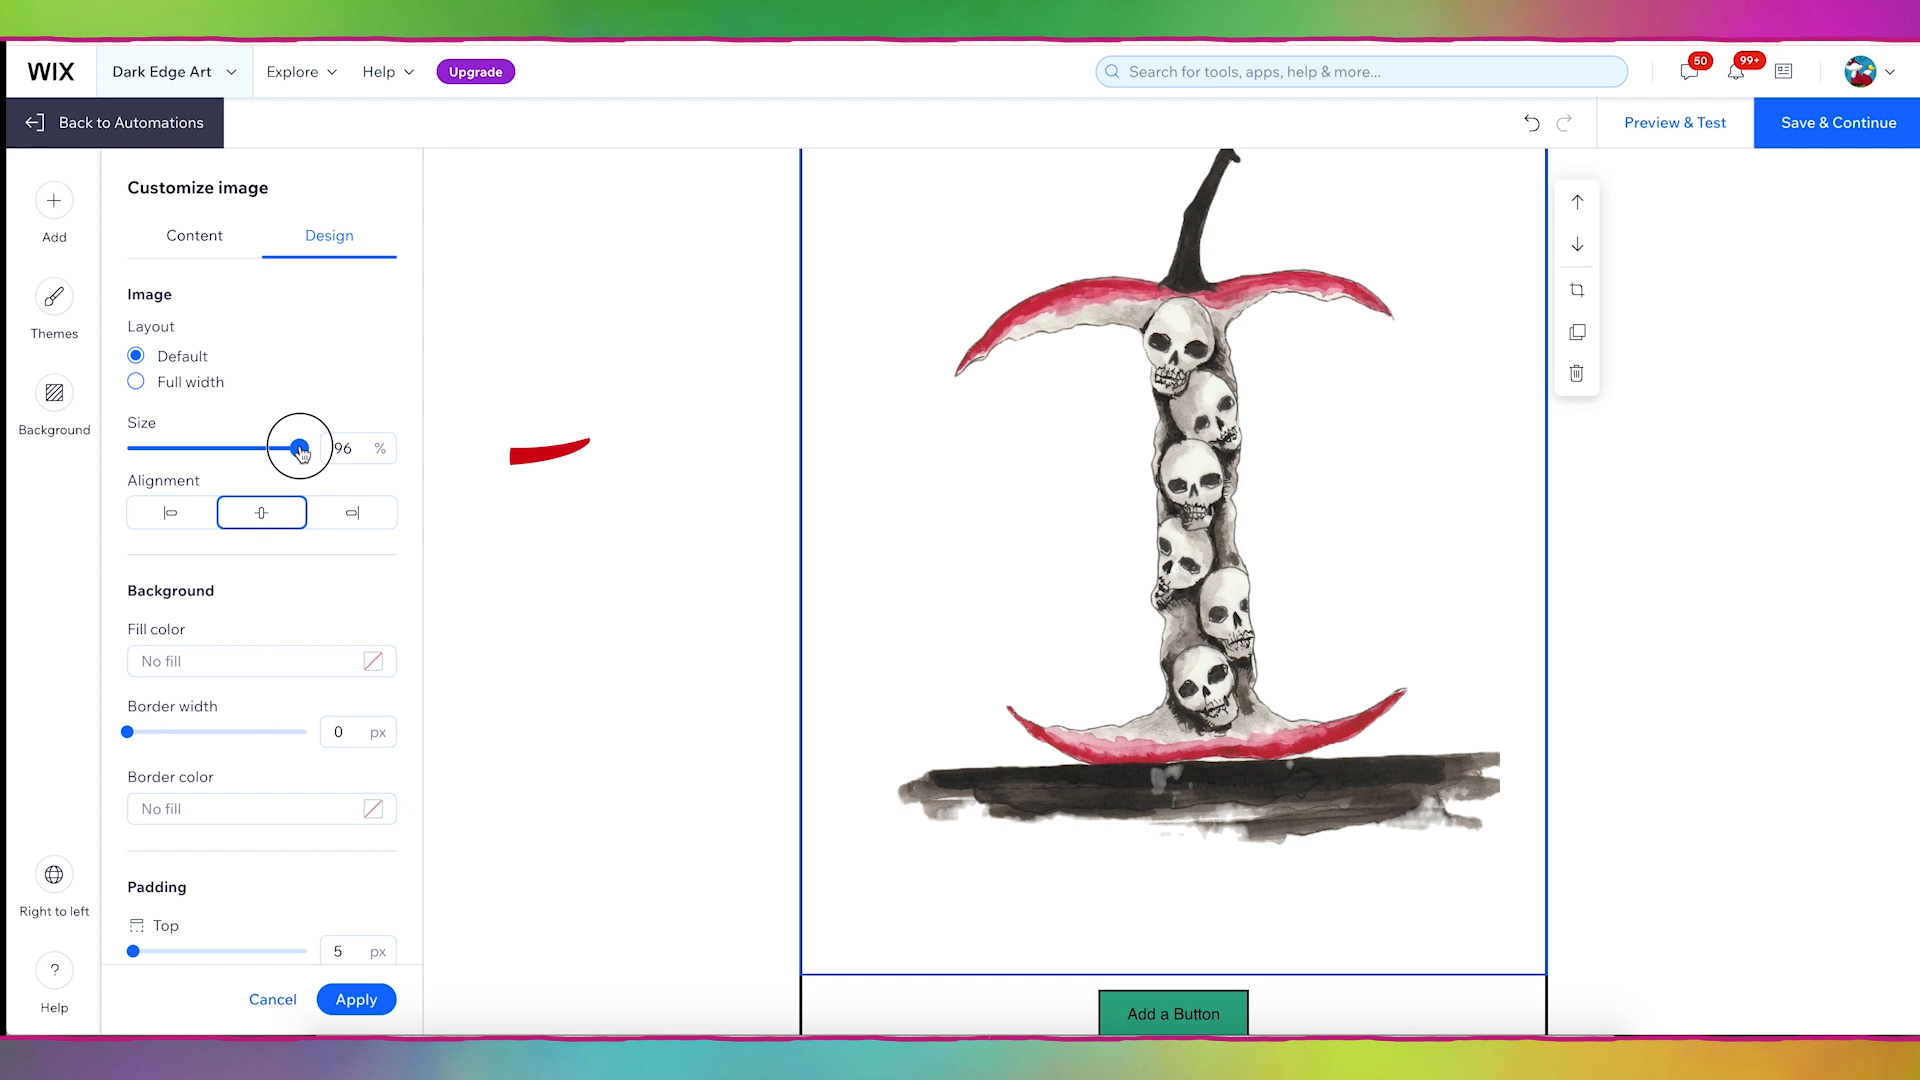 WIX
Dark Edge Art
Explore
Help
Upgrade
Search for tools, apps, help & more...
50
99+
Back to Automations
Preview & Test
Save & Continue
Add
Themes
Background
Right to left
?
Help
Customize image
Content
Design
Image
Layout
Default
Full width
Size
96 %
Alignment
Background
Fill color
No fill
Border width
0 px
Border color
No fill
Padding
Top
5 px
Cancel
Apply
Add a Button